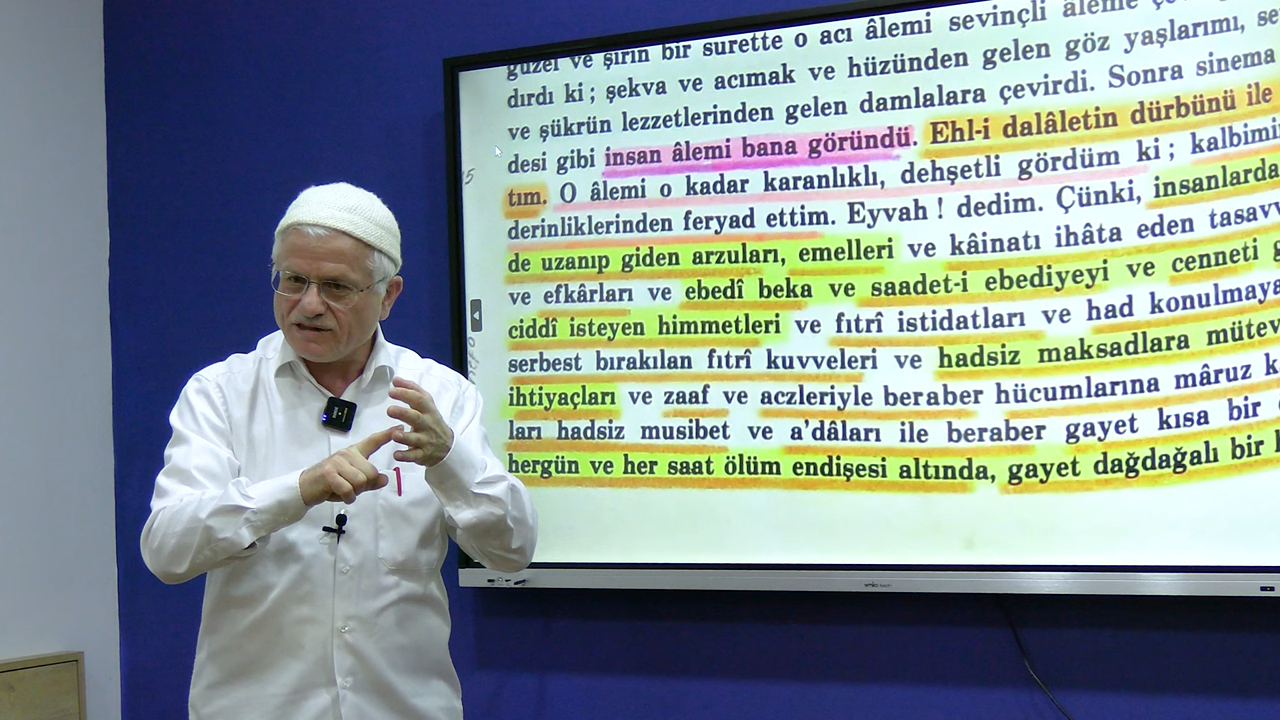 güzel ve şirin bir surette o acı âlemi sevinçli âleme
dırdı ki; şekva ve acımak ve hüzünden gelen göz yaşlarımı, se
ve şükrün lezzetlerinden gelen damlalara çevirdi. Sonra sinema
desi gibi insan âlemi bana göründü. Ehl-i dalâletin dürbünü ile
tım. O âlemi o kadar karanlıklı, dehşetli gördüm ki; kalbimi
derinliklerinden feryad ettim. Eyvah! dedim. Çünki, insanlarda
de uzanıp giden arzuları, emelleri ve kâinatı ihâta eden tasavv
ve efkârları ve ebedî beka ve saadet-i ebediyeyi ve cenneti g
ciddî isteyen himmetleri ve fıtrî istidatları ve had konulmaya
serbest bırakılan fıtrî kuvveleri ve hadsiz maksadlara mütev
ihtiyaçları ve zaaf ve aczleriyle beraber hücumlarına mâruz k
ları hadsiz musibet ve a'dâları ile beraber gayet kısa bir
hergün ve her saat ölüm endişesi altında, gayet dağdağalı bir